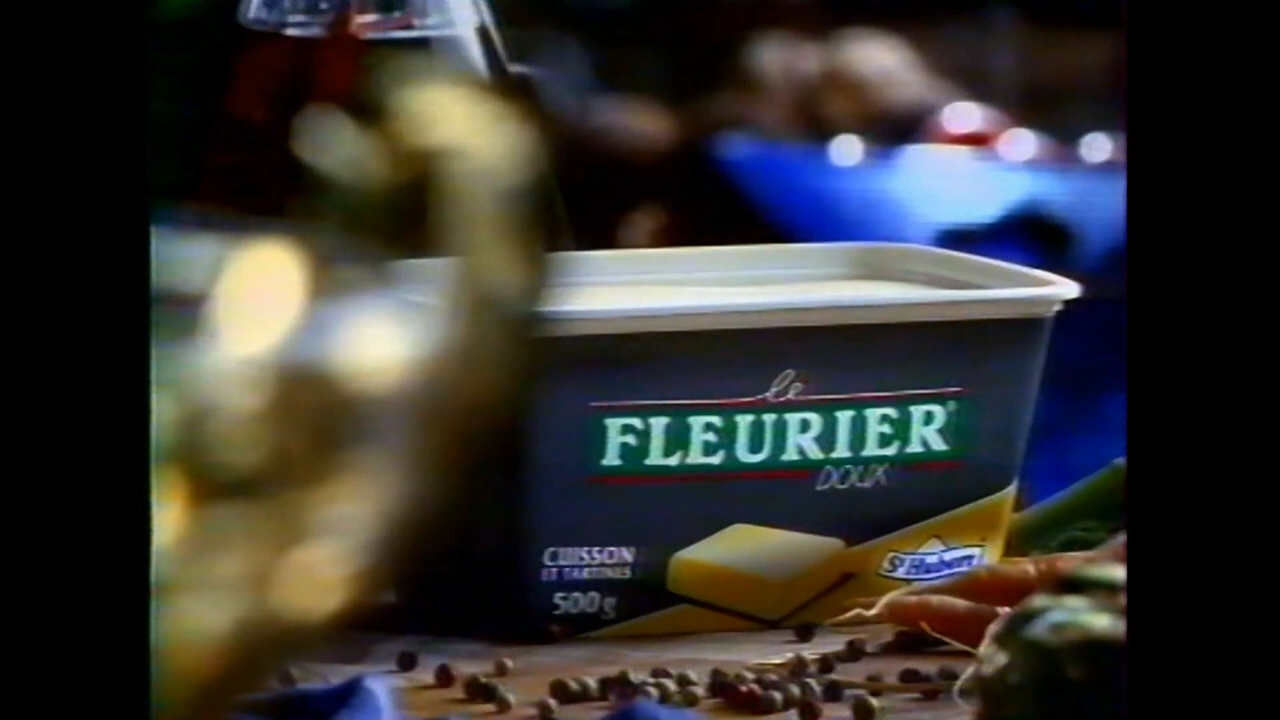 le
FLEURIER
DOUX
CUISSON
ET TARTINES
500g
St Hubert